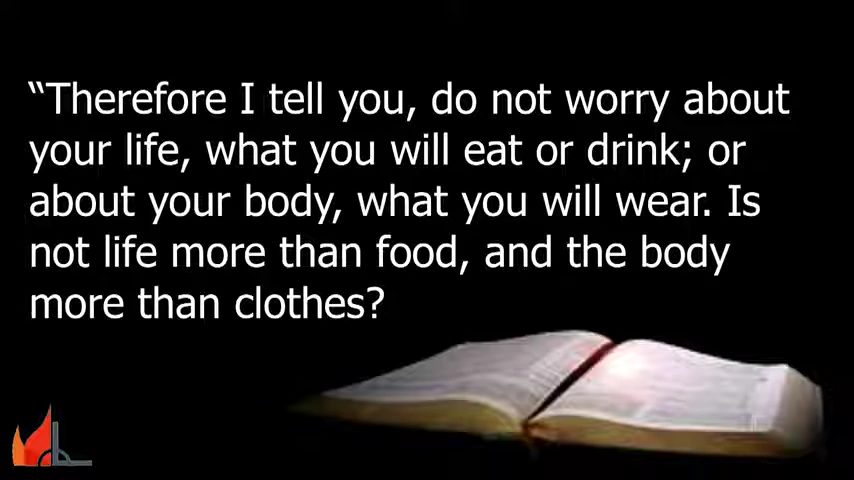 “Therefore I tell you, do not worry about
your life, what you will eat or drink; or
about your body, what you will wear. Is
not life more than food, and the body
more than clothes?